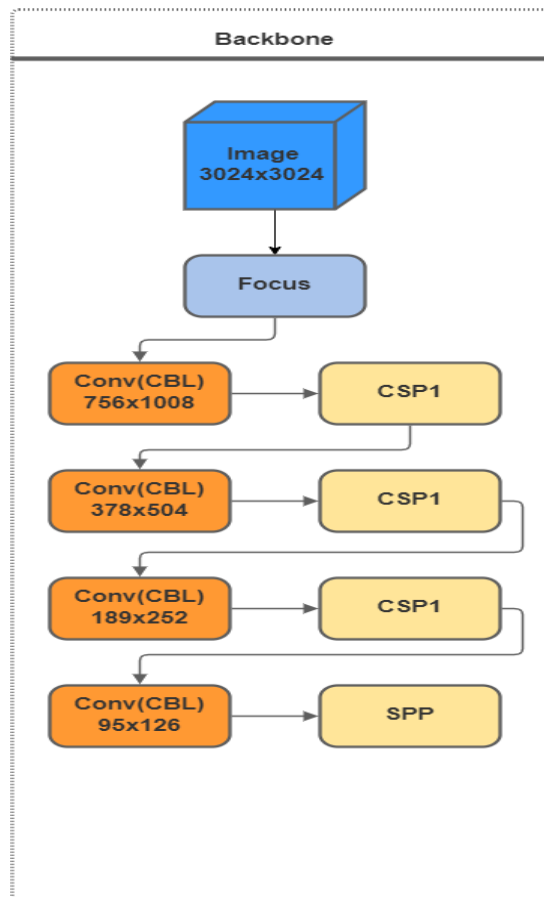 Backbone
Image
3024x3024
Focus
Conv(CBL)
756x1008
CSP1
Conv(CBL)
378x504
CSP1
Conv(CBL)
189x252
CSP1
Conv(CBL)
95x126
SPP